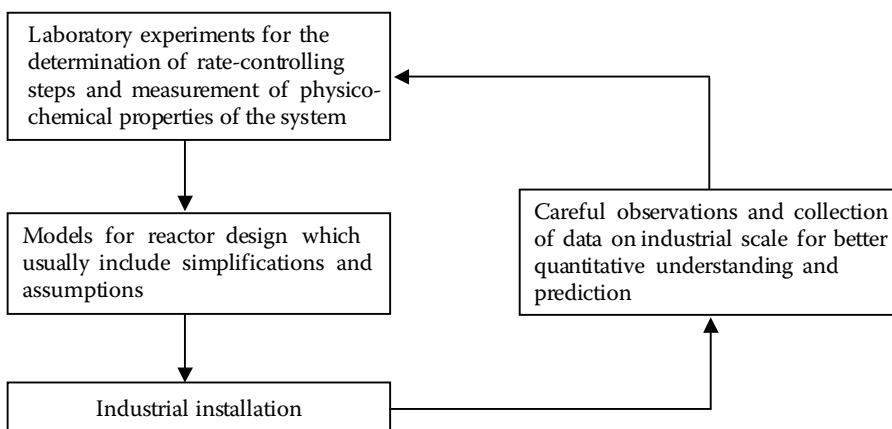 Laboratory experiments for the
determination of rate-controlling
steps and measurement of physico-
chemical properties of the system
Models for reactor design which
usually include simplifications and
assumptions
Industrial installation
Careful observations and collection
of data on industrial scale for better
quantitative understanding and
prediction